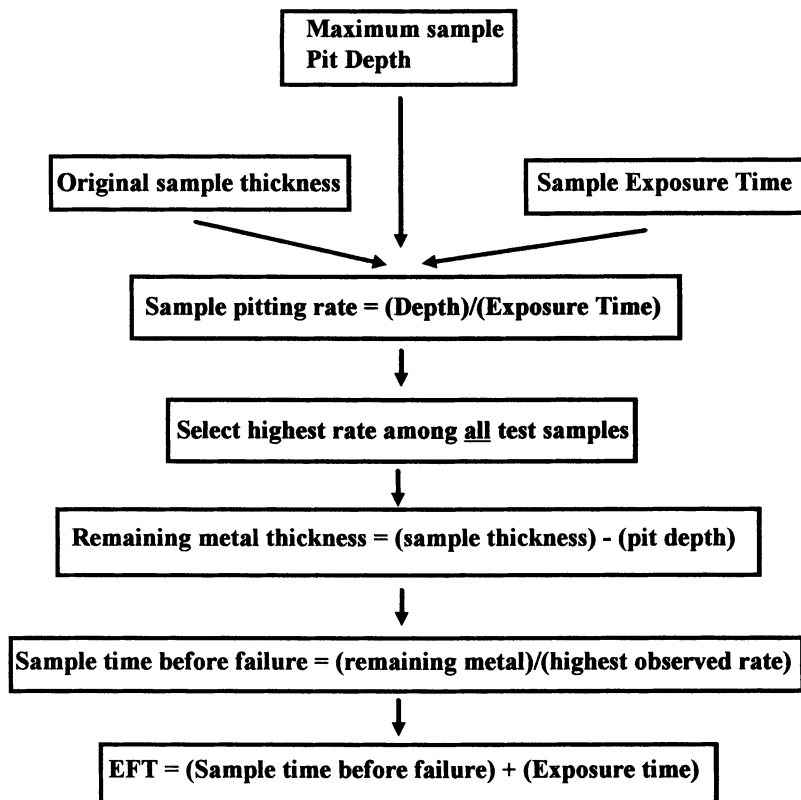 Maximum sample
Pit Depth
Original sample thickness
Sample Exposure Time
Sample pitting rate = (Depth)/(Exposure Time)
Select highest rate among all test samples
Remaining metal thickness = (sample thickness) - (pit depth)
Sample time before failure = (remaining metal)/(highest observed rate)
EFT = (Sample time before failure) + (Exposure time)